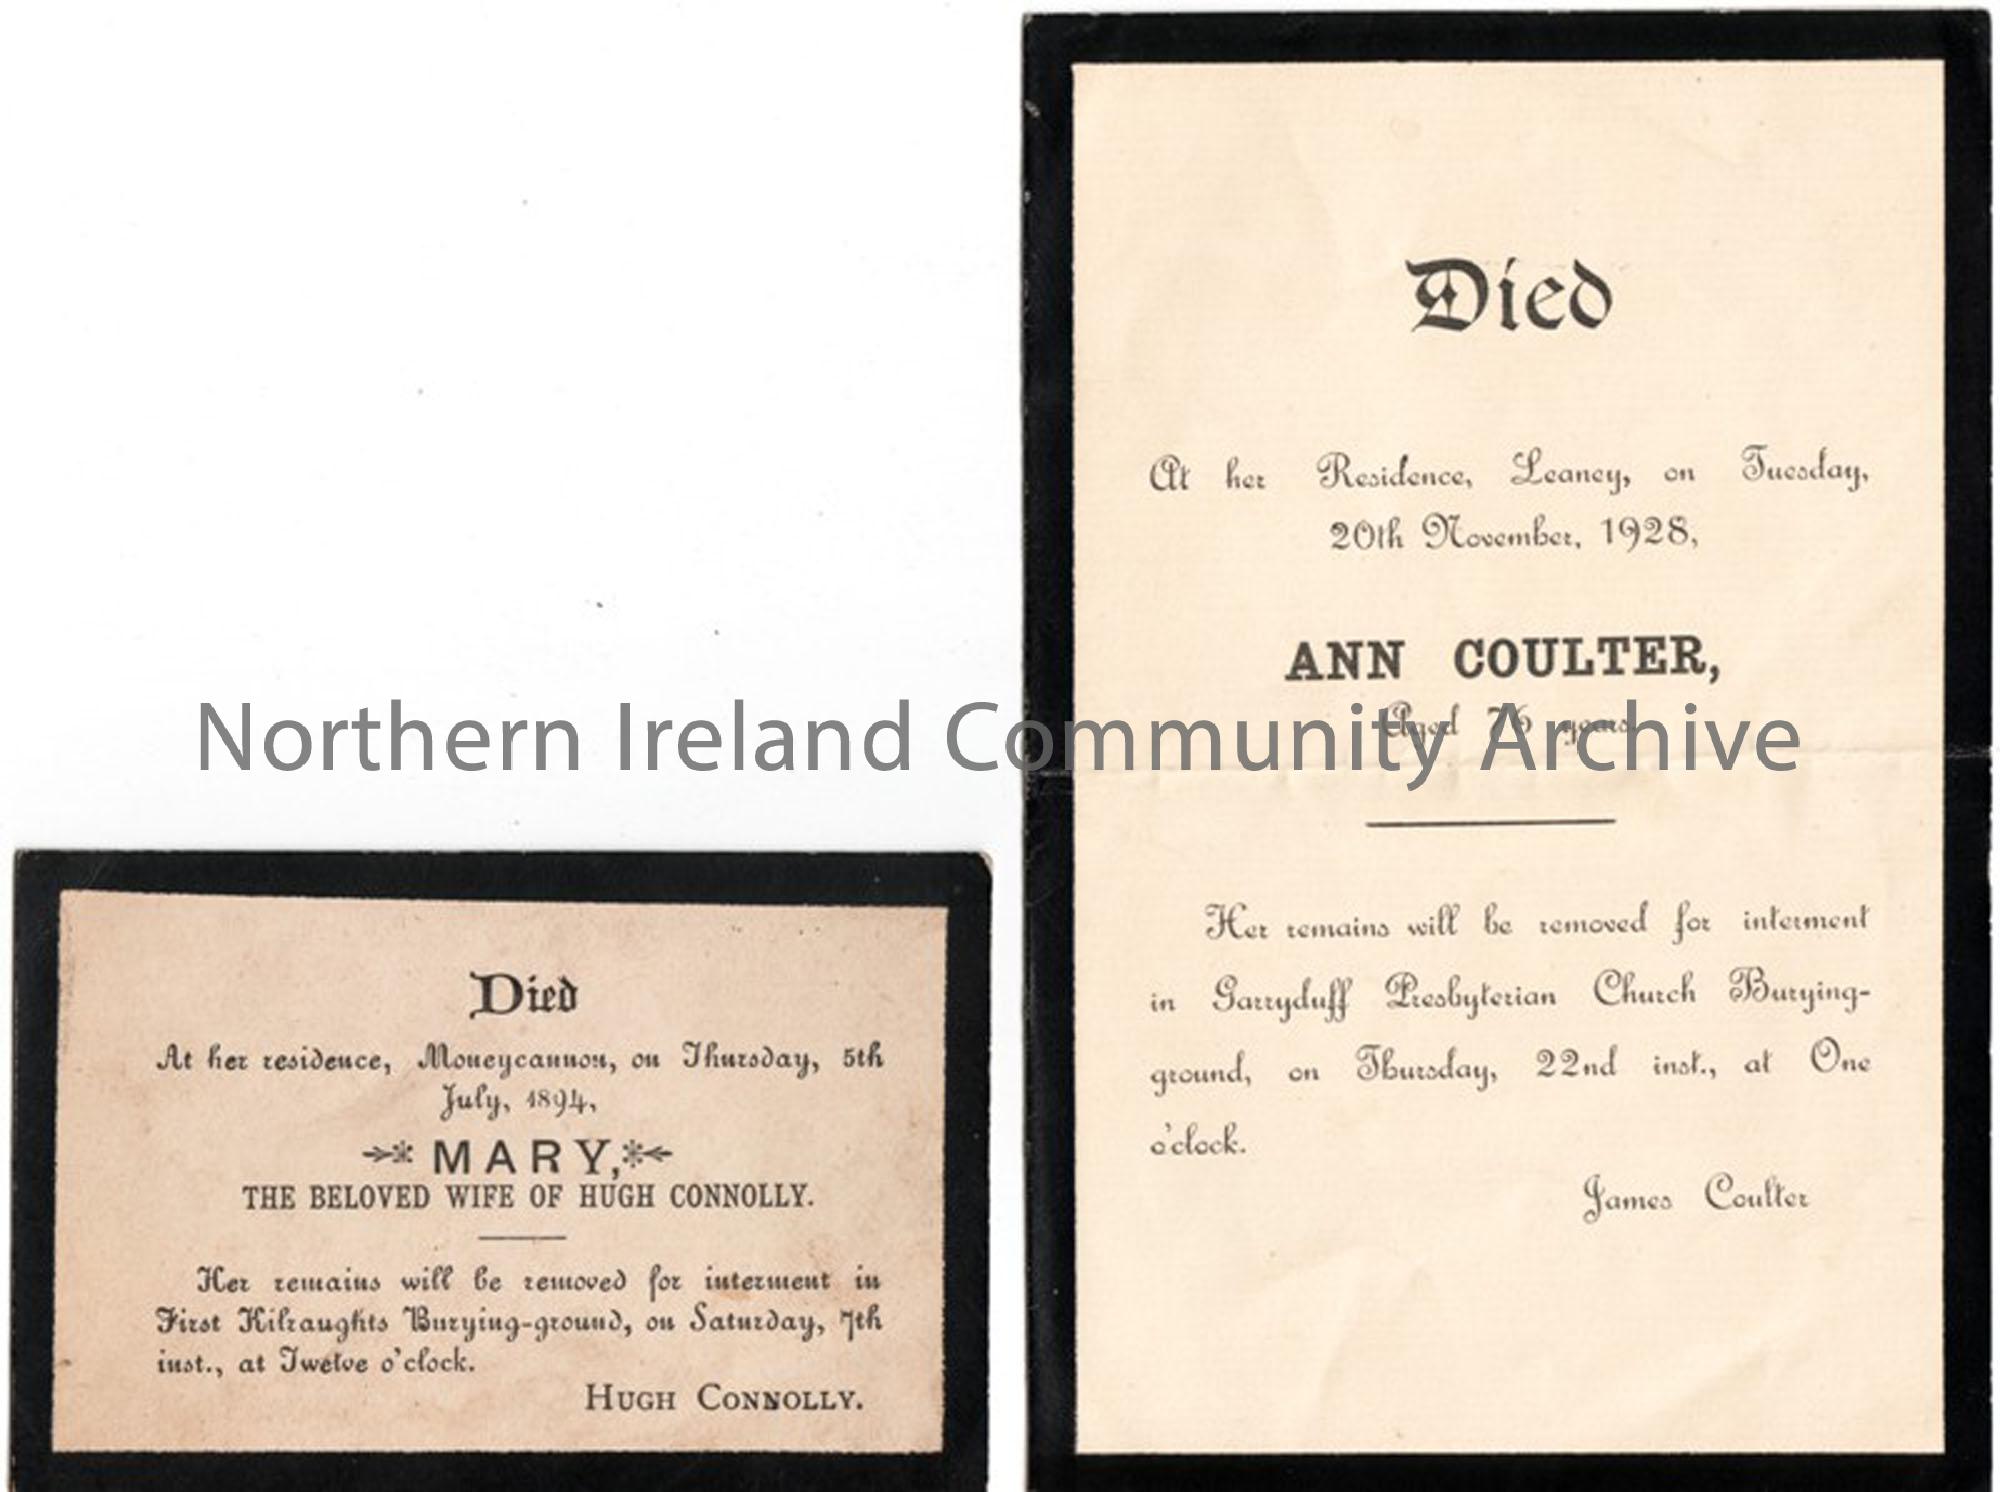 Died
At her residence, Moneycannon, on Thursday, 5th
July, 1894,
MARY,
THE BELOVED WIFE OF HUGH CONNOLLY.
Her remains will be removed for interment in
First Kilraughts Burying-ground, on Saturday, 7th
inst., at Twelve o'clock.
HUGH CONNOLLY.
Died
At her Residence, Leaney, on Tuesday,
20th November, 1928,
ANN COULTER,
Aged 76 years.
Her remains will be removed for interment
in Garryduff Presbyterian Church Burying-
ground, on Thursday, 22nd inst., at One
o'clock.
James Coulter
Northern Ireland Community Archive